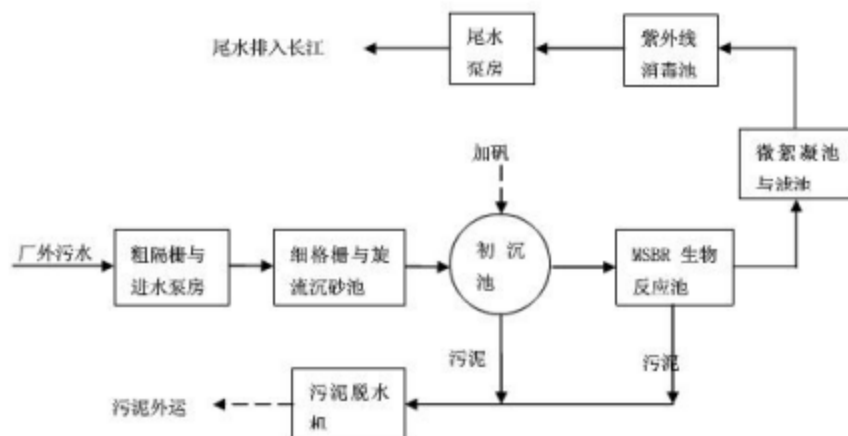 尾水排入长江
尾水
泵房
紫外线
消毒池
加矾
微絮凝池
与滤池
厂外污水
粗隔栅与
进水泵房
细格栅与旋
流沉砂池
初沉
池
MSBR 生物
反应池
污泥
污泥
污泥外运
污泥脱水
机